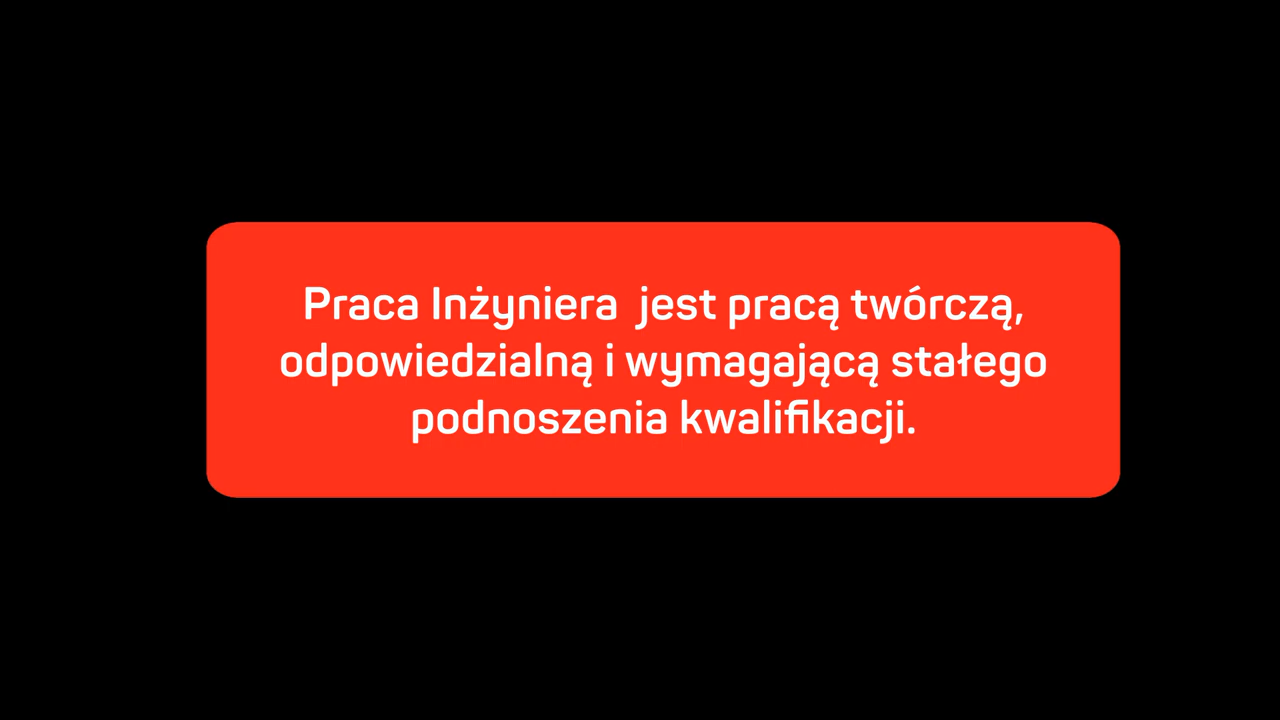 Praca Inżyniera  jest pracą twórczą,
odpowiedzialną i wymagającą stałego
podnoszenia kwalifikacji.